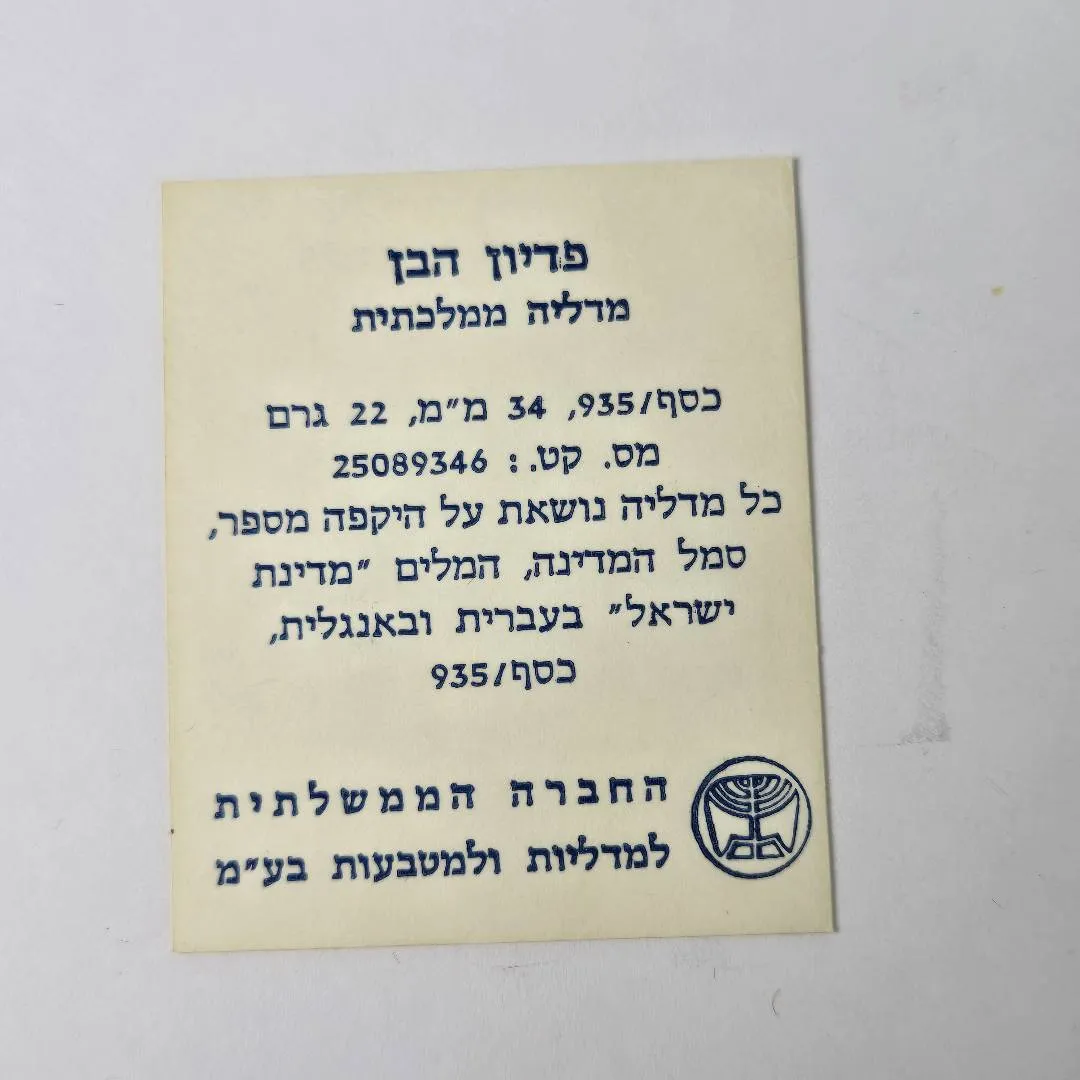 פדיון הבן
מדליה ממלכתית
כסף/935, 34 מ״מ, 22 גרם
מס. קט.: 25089346
כל מדליה נושאת על היקפה מספר,
סמל המדינה, המלים ״מדינת
ישראל״ בעברית ובאנגלית,
כסף/935
החברה הממשלתית
למדליות ולמטבעות בע״מ